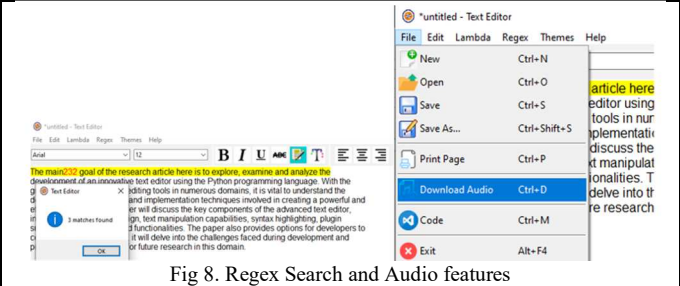 *untitled - Text Editor
File Edit Lambda Regex Themes Help
Arial 12 B I U ABC T
The main232 goal of the research article here is to explore, examine and analyze the
development of an innovative text editor using the Python programming language. With the
editing tools in numerous domains, it is vital to understand the
and implementation techniques involved in creating a powerful and
er will discuss the key components of the advanced text editor,
gn, text manipulation capabilities, syntax highlighting, plugin
d functionalities. The paper also provides options for developers to
it will delve into the challenges faced during development and
or future research in this domain.
Text Editor
3 matches found
OK
*untitled - Text Editor
File Edit Lambda Regex Themes Help
New Ctrl+N
Open Ctrl+O
Save Ctrl+S
Save As... Ctrl+Shift+S
Print Page Ctrl+P
Download Audio Ctrl+D
Code Ctrl+M
Exit Alt+F4
article here
editor using
tools in nun
plementatic
discuss the
xt manipulat
ionalities. T
delve into th
re research
Fig 8. Regex Search and Audio features